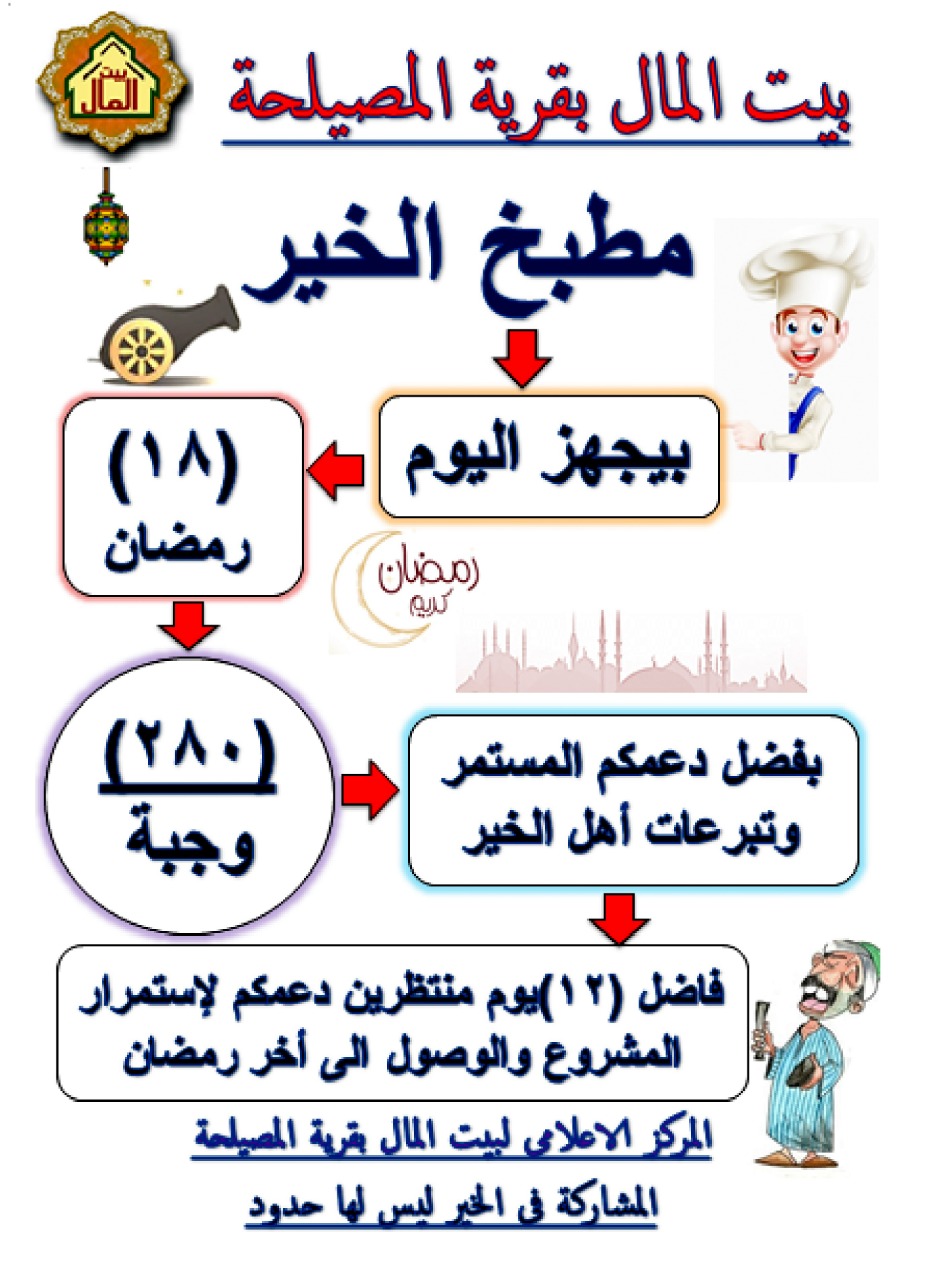 بيت المال
بيت المال بقرية المصيلحة
مطبخ الخير
بيجهز اليوم
(١٨)
رمضان
رمضان
كريم
(٢٨٠)
وجبة
بفضل دعمكم المستمر
وتبرعات أهل الخير
فاضل (١٢)يوم منتظرين دعمكم لإستمرار
المشروع والوصول الى أخر رمضان
المركز الاعلامى لبيت المال بقرية المصيلحة
المشاركة فى الخير ليس لها حدود